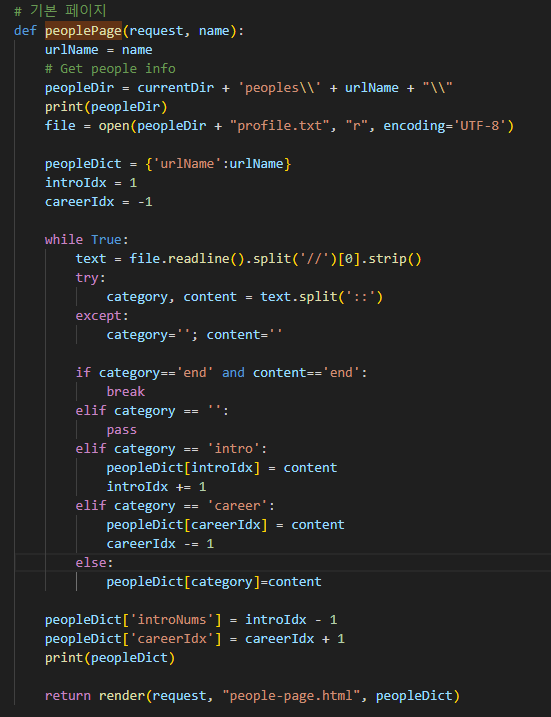 # 기본 페이지
def peoplePage(request, name):
    urlName = name
    # Get people info
    peopleDir = currentDir + 'peoples\\' + urlName + "\\"
    print(peopleDir)
    file = open(peopleDir + "profile.txt", "r", encoding='UTF-8')

    peopleDict = {'urlName':urlName}
    introIdx = 1
    careerIdx = -1

    while True:
        text = file.readline().split('//')[0].strip()
        try:
            category, content = text.split('::')
        except:
            category=''; content=''

        if category=='end' and content=='end':
            break
        elif category == '':
            pass
        elif category == 'intro':
            peopleDict[introIdx] = content
            introIdx += 1
        elif category == 'career':
            peopleDict[careerIdx] = content
            careerIdx -= 1
        else:
            peopleDict[category]=content

    peopleDict['introNums'] = introIdx - 1
    peopleDict['careerIdx'] = careerIdx + 1
    print(peopleDict)

    return render(request, "people-page.html", peopleDict)